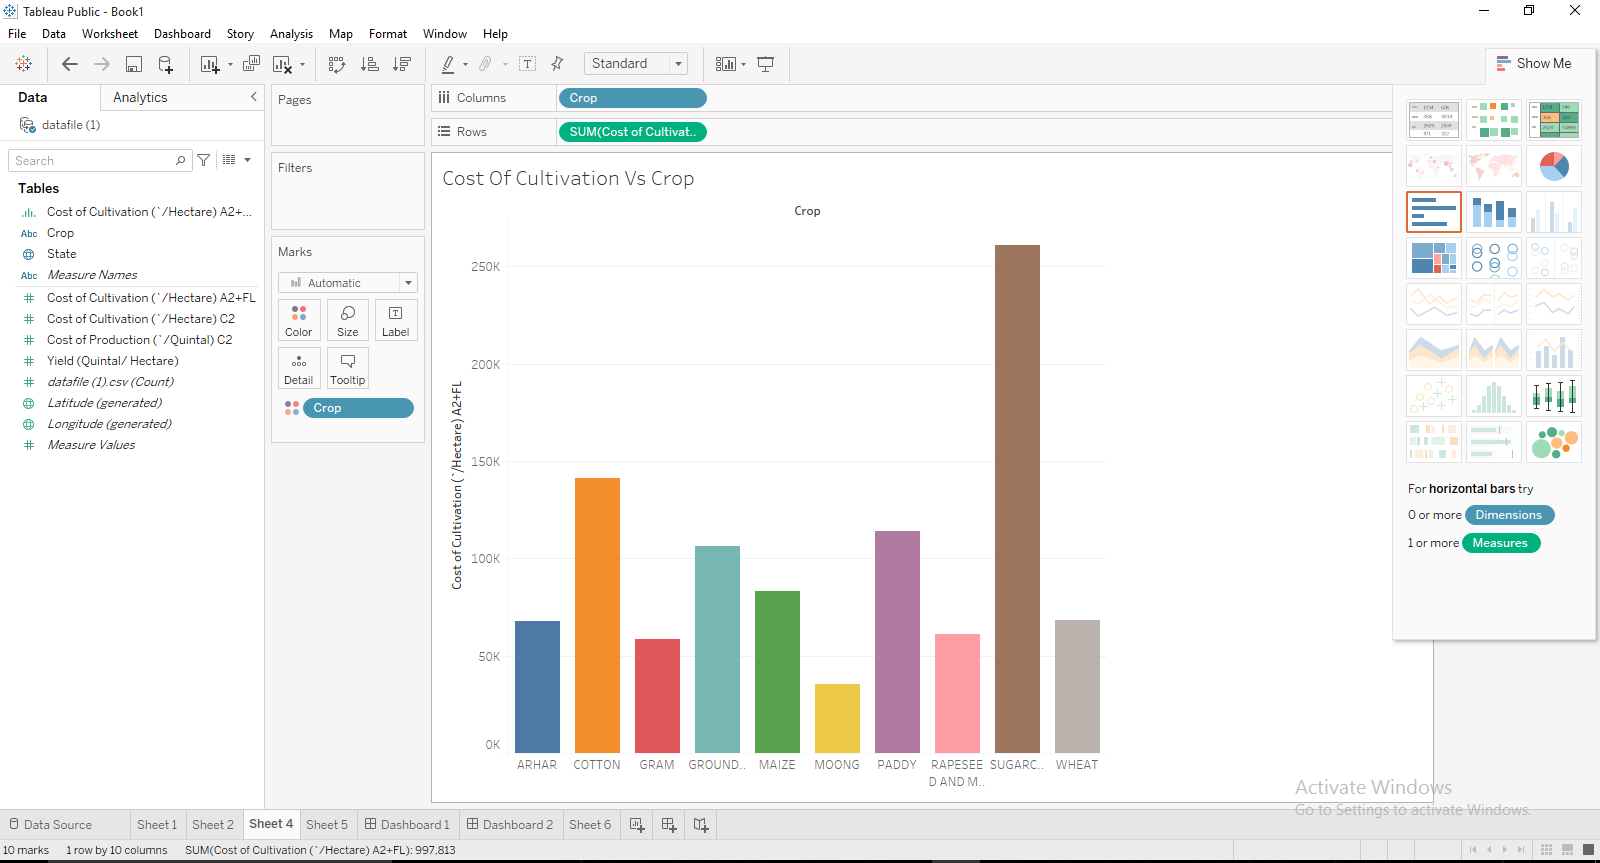 Tableau Public - Book1
File Data Worksheet Dashboard Story Analysis Map Format Window Help
Standard
Show Me
Data Analytics
datafile (1)
Search
Tables
Cost of Cultivation (`/Hectare) A2+...
Abc Crop
State
Abc Measure Names
Cost of Cultivation (`/Hectare) A2+FL
Cost of Cultivation (`/Hectare) C2
Cost of Production (`/Quintal) C2
Yield (Quintal/ Hectare)
datafile (1).csv (Count)
Latitude (generated)
Longitude (generated)
Measure Values
Pages
Filters
Marks
Automatic
Color Size Label
Detail Tooltip
Crop
Columns Crop
Rows SUM(Cost of Cultivat..
Cost Of Cultivation Vs Crop
Crop
Cost of Cultivation (`/Hectare) A2+FL
250K
200K
150K
100K
50K
0K
ARHAR COTTON GRAM GROUND.. MAIZE MOONG PADDY RAPESEE SUGARC.. WHEAT
D AND M..
For horizontal bars try
0 or more Dimensions
1 or more Measures
Activate Windows
Go to Settings to activate Windows.
Data Source Sheet 1 Sheet 2 Sheet 4 Sheet 5 Dashboard 1 Dashboard 2 Sheet 6
10 marks 1 row by 10 columns SUM(Cost of Cultivation (`/Hectare) A2+FL): 997,813